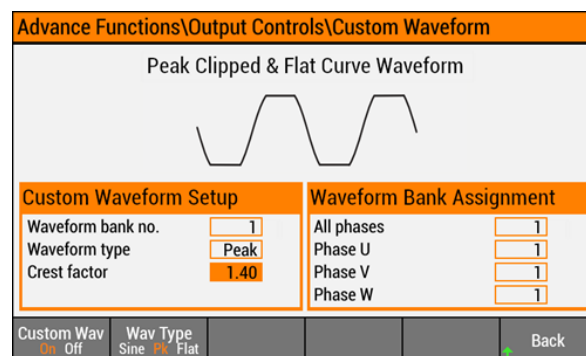 Advance Functions\Output Controls\Custom Waveform
Peak Clipped & Flat Curve Waveform
Custom Waveform Setup
Waveform bank no. 1
Waveform type Peak
Crest factor 1.40
Waveform Bank Assignment
All phases 1
Phase U 1
Phase V 1
Phase W 1
Custom Wav
On Off
Wav Type
Sine Pk Flat
Back